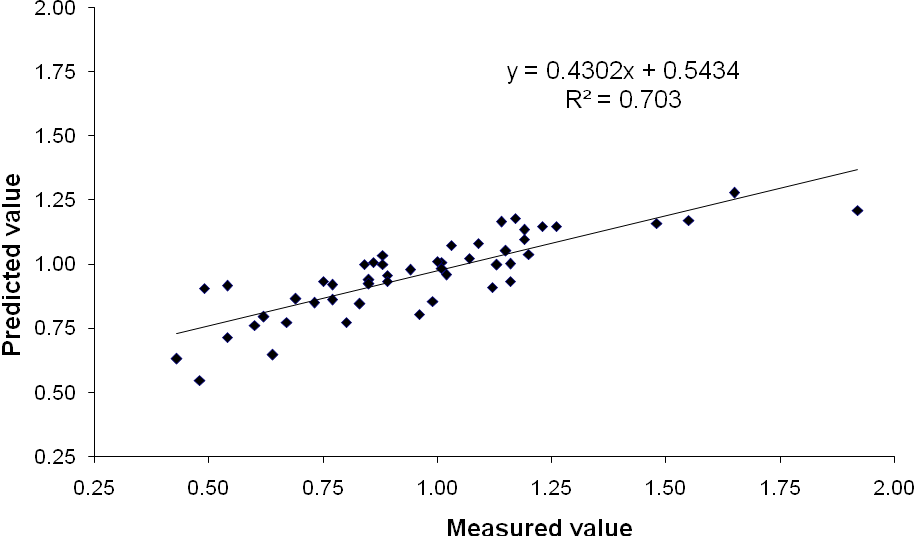 2.00
1.75
y = 0.4302x + 0.5434
R² = 0.703
1.50
1.25
1.00
0.75
0.50
0.25
Predicted value
0.25 0.50 0.75 1.00 1.25 1.50 1.75 2.00
Measured value